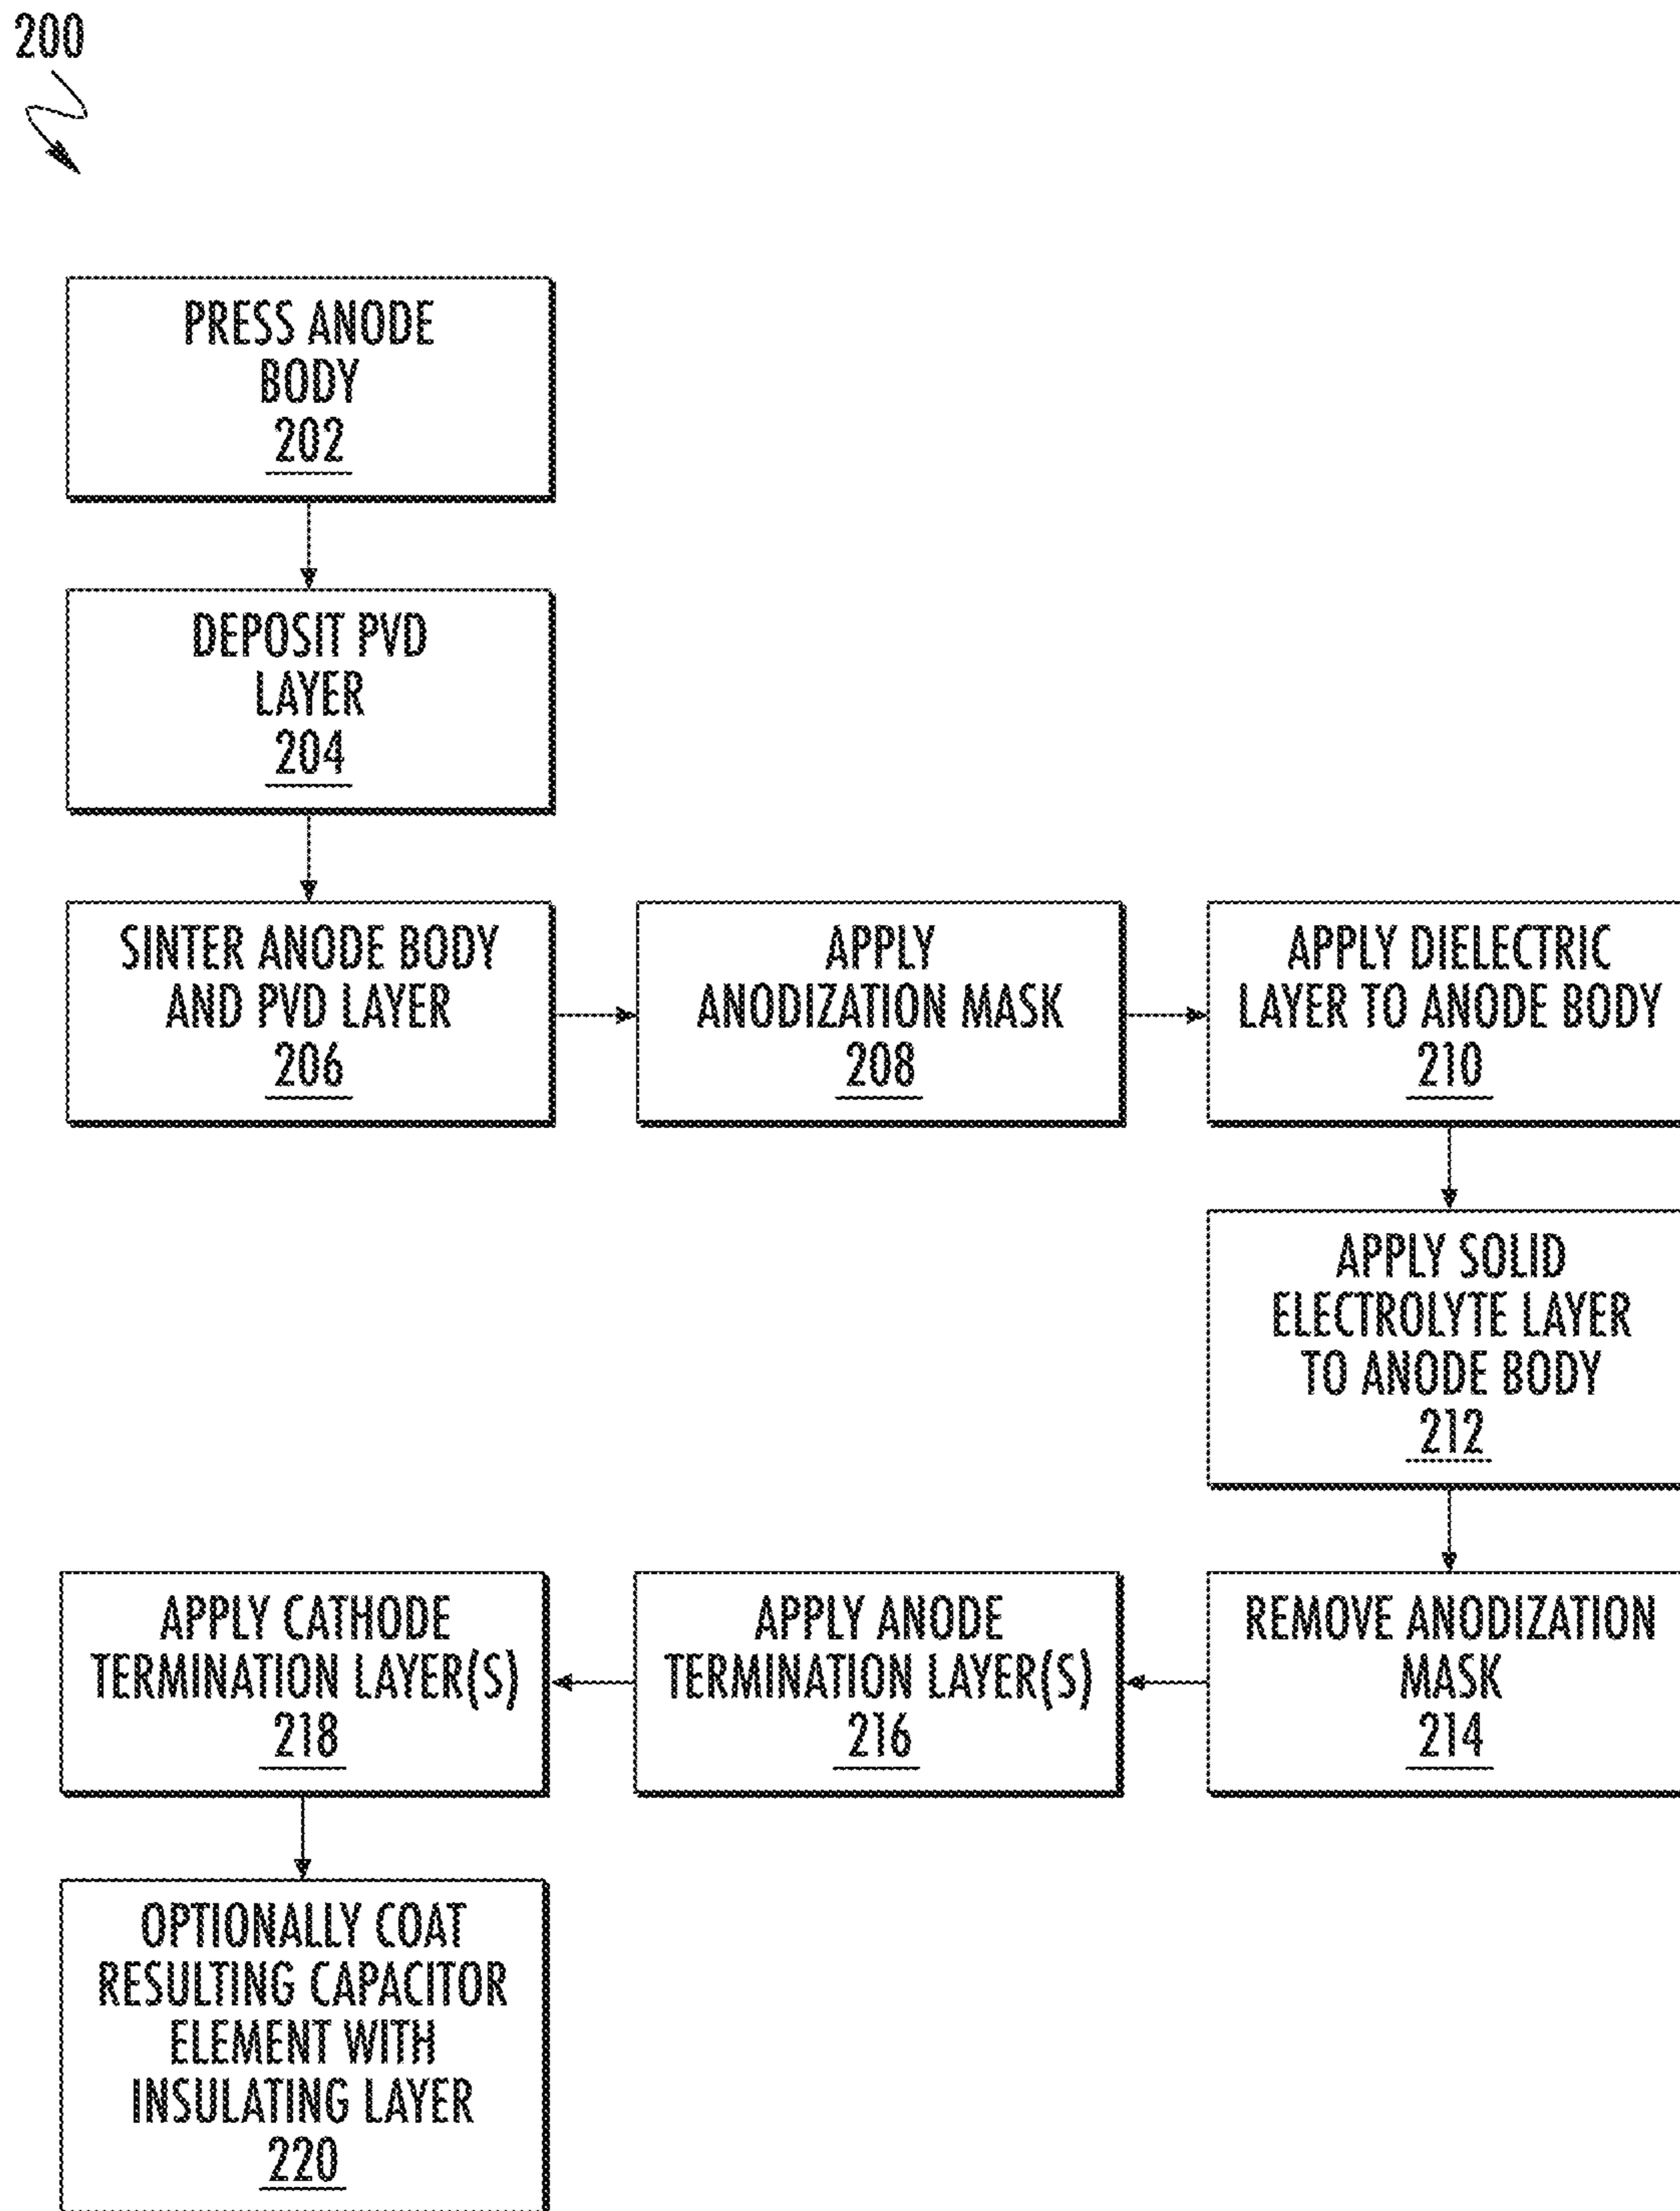 200
PRESS ANODE
BODY
202
DEPOSIT PVD
LAYER
204
SINTER ANODE BODY
AND PVD LAYER
206
APPLY
ANODIZATION MASK
208
APPLY DIELECTRIC
LAYER TO ANODE BODY
210
APPLY SOLID
ELECTROLYTE LAYER
TO ANODE BODY
212
REMOVE ANODIZATION
MASK
214
APPLY ANODE
TERMINATION LAYER(S)
216
APPLY CATHODE
TERMINATION LAYER(S)
218
OPTIONALLY COAT
RESULTING CAPACITOR
ELEMENT WITH
INSULATING LAYER
220